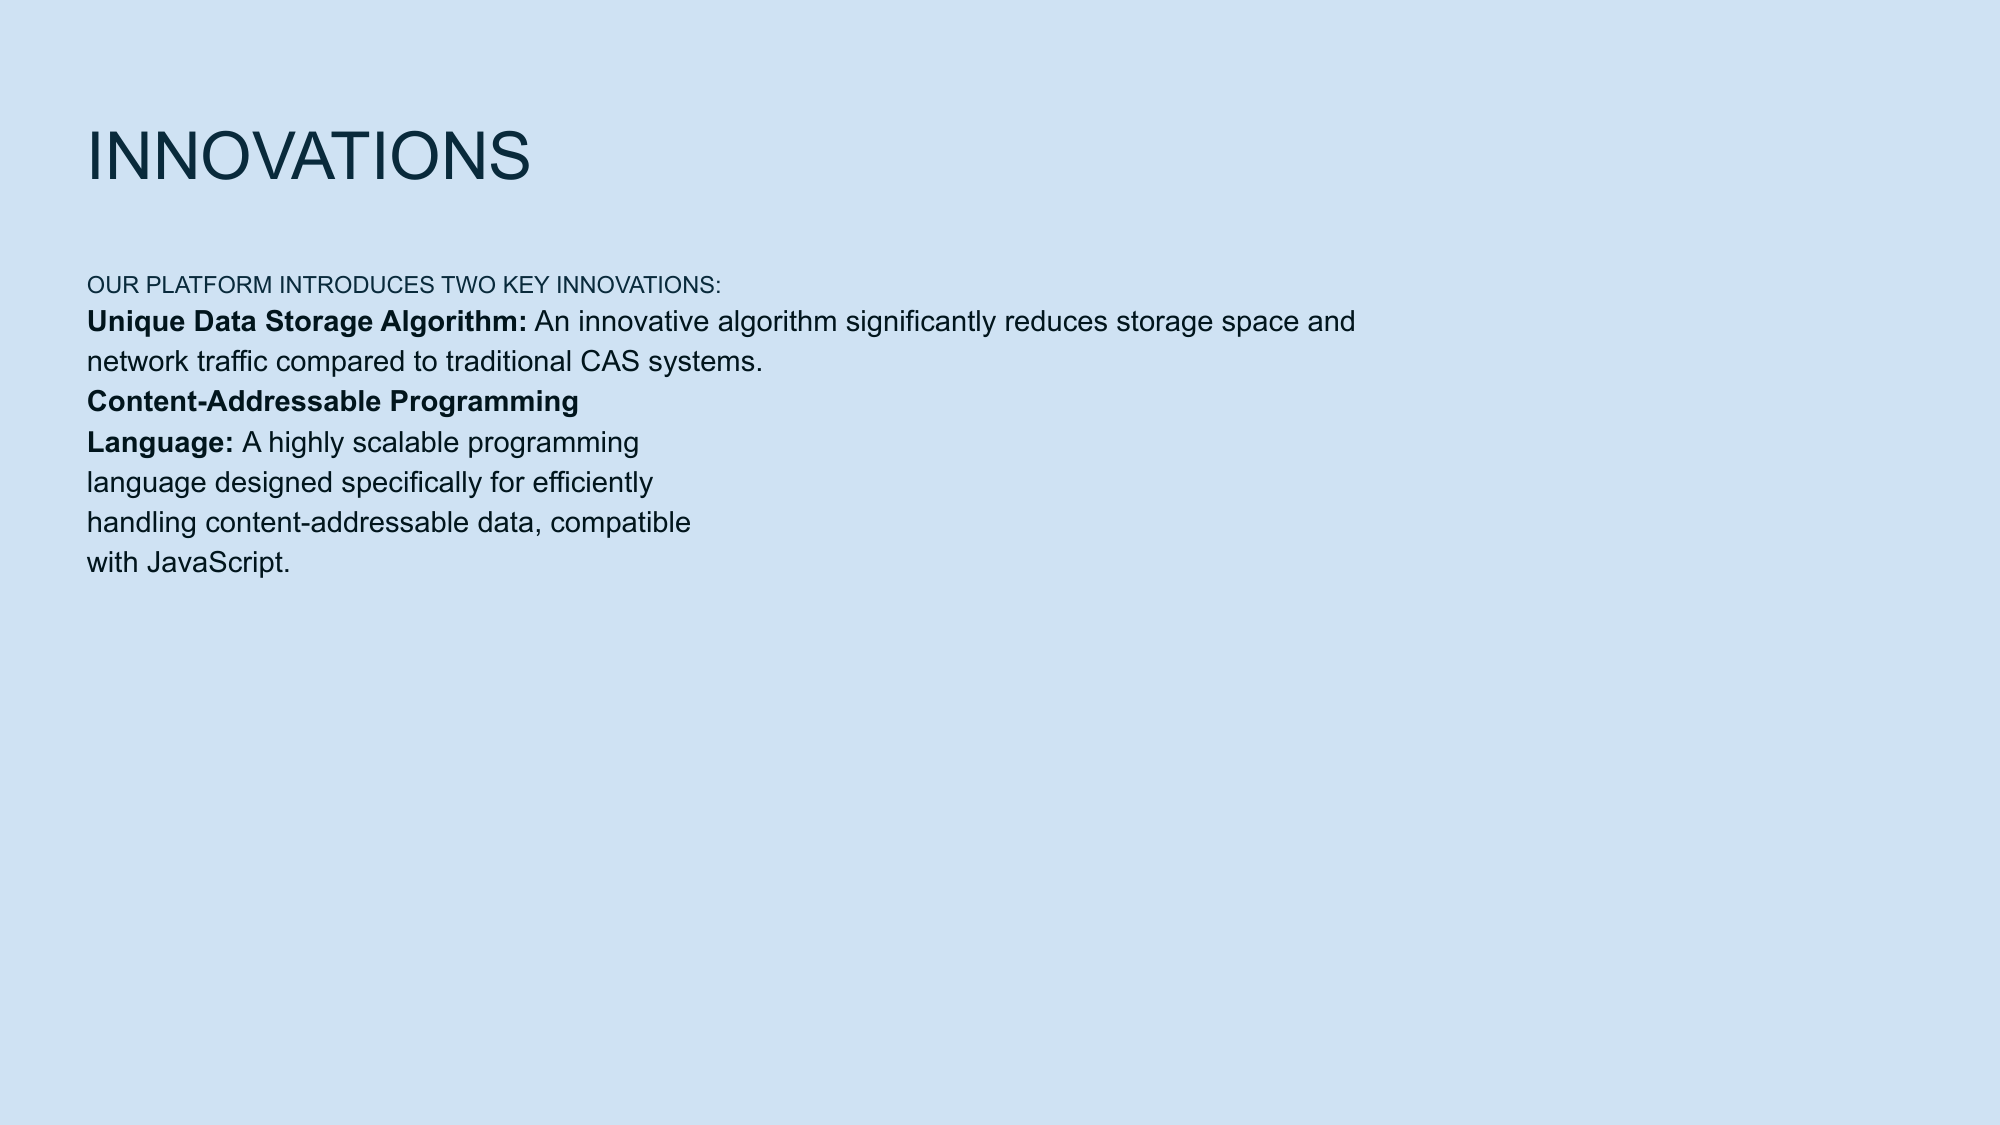 INNOVATIONS
OUR PLATFORM INTRODUCES TWO KEY INNOVATIONS:
Unique Data Storage Algorithm: An innovative algorithm significantly reduces storage space and
network traffic compared to traditional CAS systems.
Content-Addressable Programming
Language: A highly scalable programming
language designed specifically for efficiently
handling content-addressable data, compatible
with JavaScript.